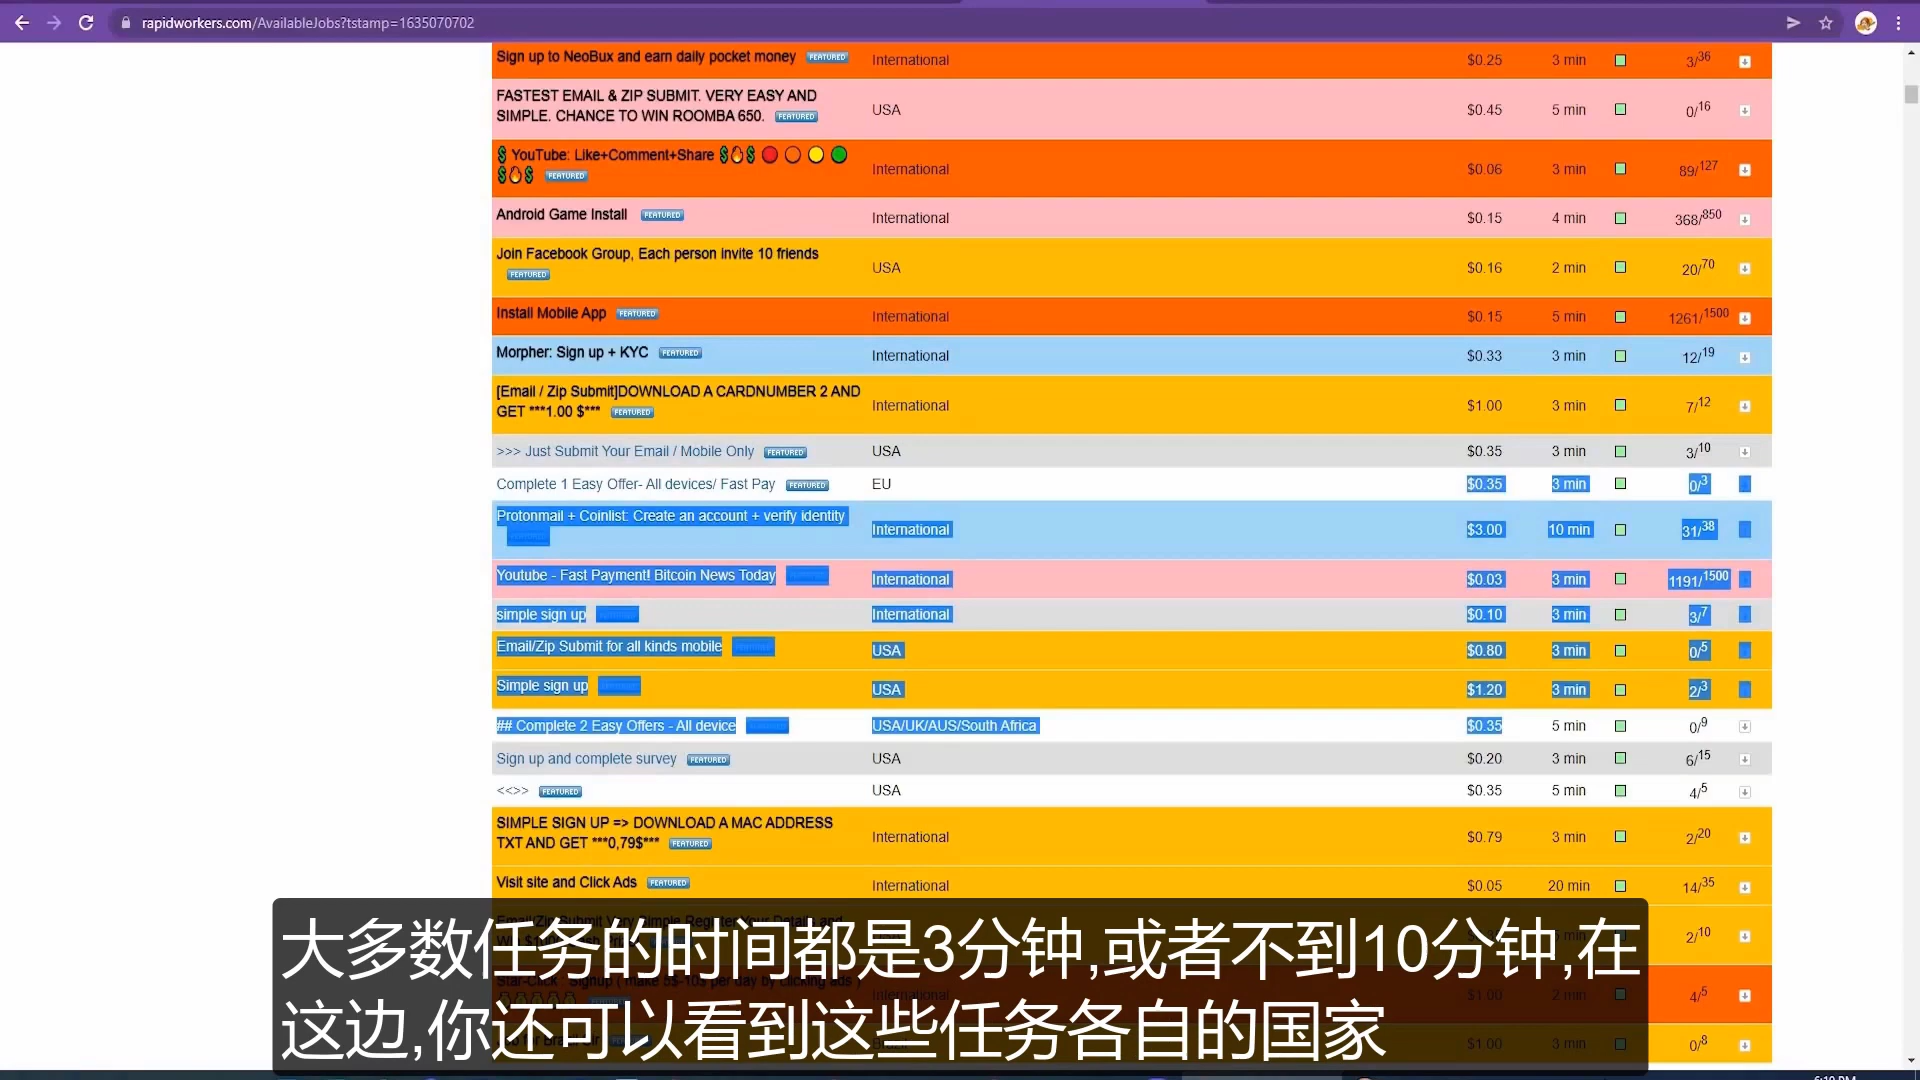 rapidworkers.com/AvailableJobs?tstamp=1635070702
Sign up to NeoBux and earn daily pocket money FEATURED International $0.25 3 min 3/36
FASTEST EMAIL & ZIP SUBMIT. VERY EASY AND
SIMPLE. CHANCE TO WIN ROOMBA 650. FEATURED USA $0.45 5 min 0/16
YouTube: Like+Comment+Share
FEATURED International $0.06 3 min 89/127
Android Game Install FEATURED International $0.15 4 min 368/850
Join Facebook Group, Each person invite 10 friends
FEATURED USA $0.16 2 min 20/70
Install Mobile App FEATURED International $0.15 5 min 1261/1500
Morpher: Sign up + KYC FEATURED International $0.33 3 min 12/19
[Email / Zip Submit]DOWNLOAD A CARDNUMBER 2 AND
GET ***1.00 $*** FEATURED International $1.00 3 min 7/12
>>> Just Submit Your Email / Mobile Only FEATURED USA $0.35 3 min 3/10
Complete 1 Easy Offer- All devices/ Fast Pay FEATURED EU $0.35 3 min 0/3
Protonmail + Coinlist: Create an account + verify identity
International $3.00 10 min 31/38
Youtube - Fast Payment! Bitcoin News Today International $0.03 3 min 1191/1500
simple sign up International $0.10 3 min 3/7
Email/Zip Submit for all kinds mobile USA $0.80 3 min 0/5
Simple sign up USA $1.20 3 min 2/3
## Complete 2 Easy Offers - All device USA/UK/AUS/South Africa $0.35 5 min 0/9
Sign up and complete survey FEATURED USA $0.20 3 min 6/15
<<>> FEATURED USA $0.35 5 min 4/5
SIMPLE SIGN UP => DOWNLOAD A MAC ADDRESS
TXT AND GET ***0,79$*** FEATURED International $0.79 3 min 2/20
Visit site and Click Ads FEATURED International $0.05 20 min 14/35
2/10
International $1.00 2 min 4/5
$1.00 3 min 0/8
大多数任务的时间都是3分钟,或者不到10分钟,在
这边,你还可以看到这些任务各自的国家